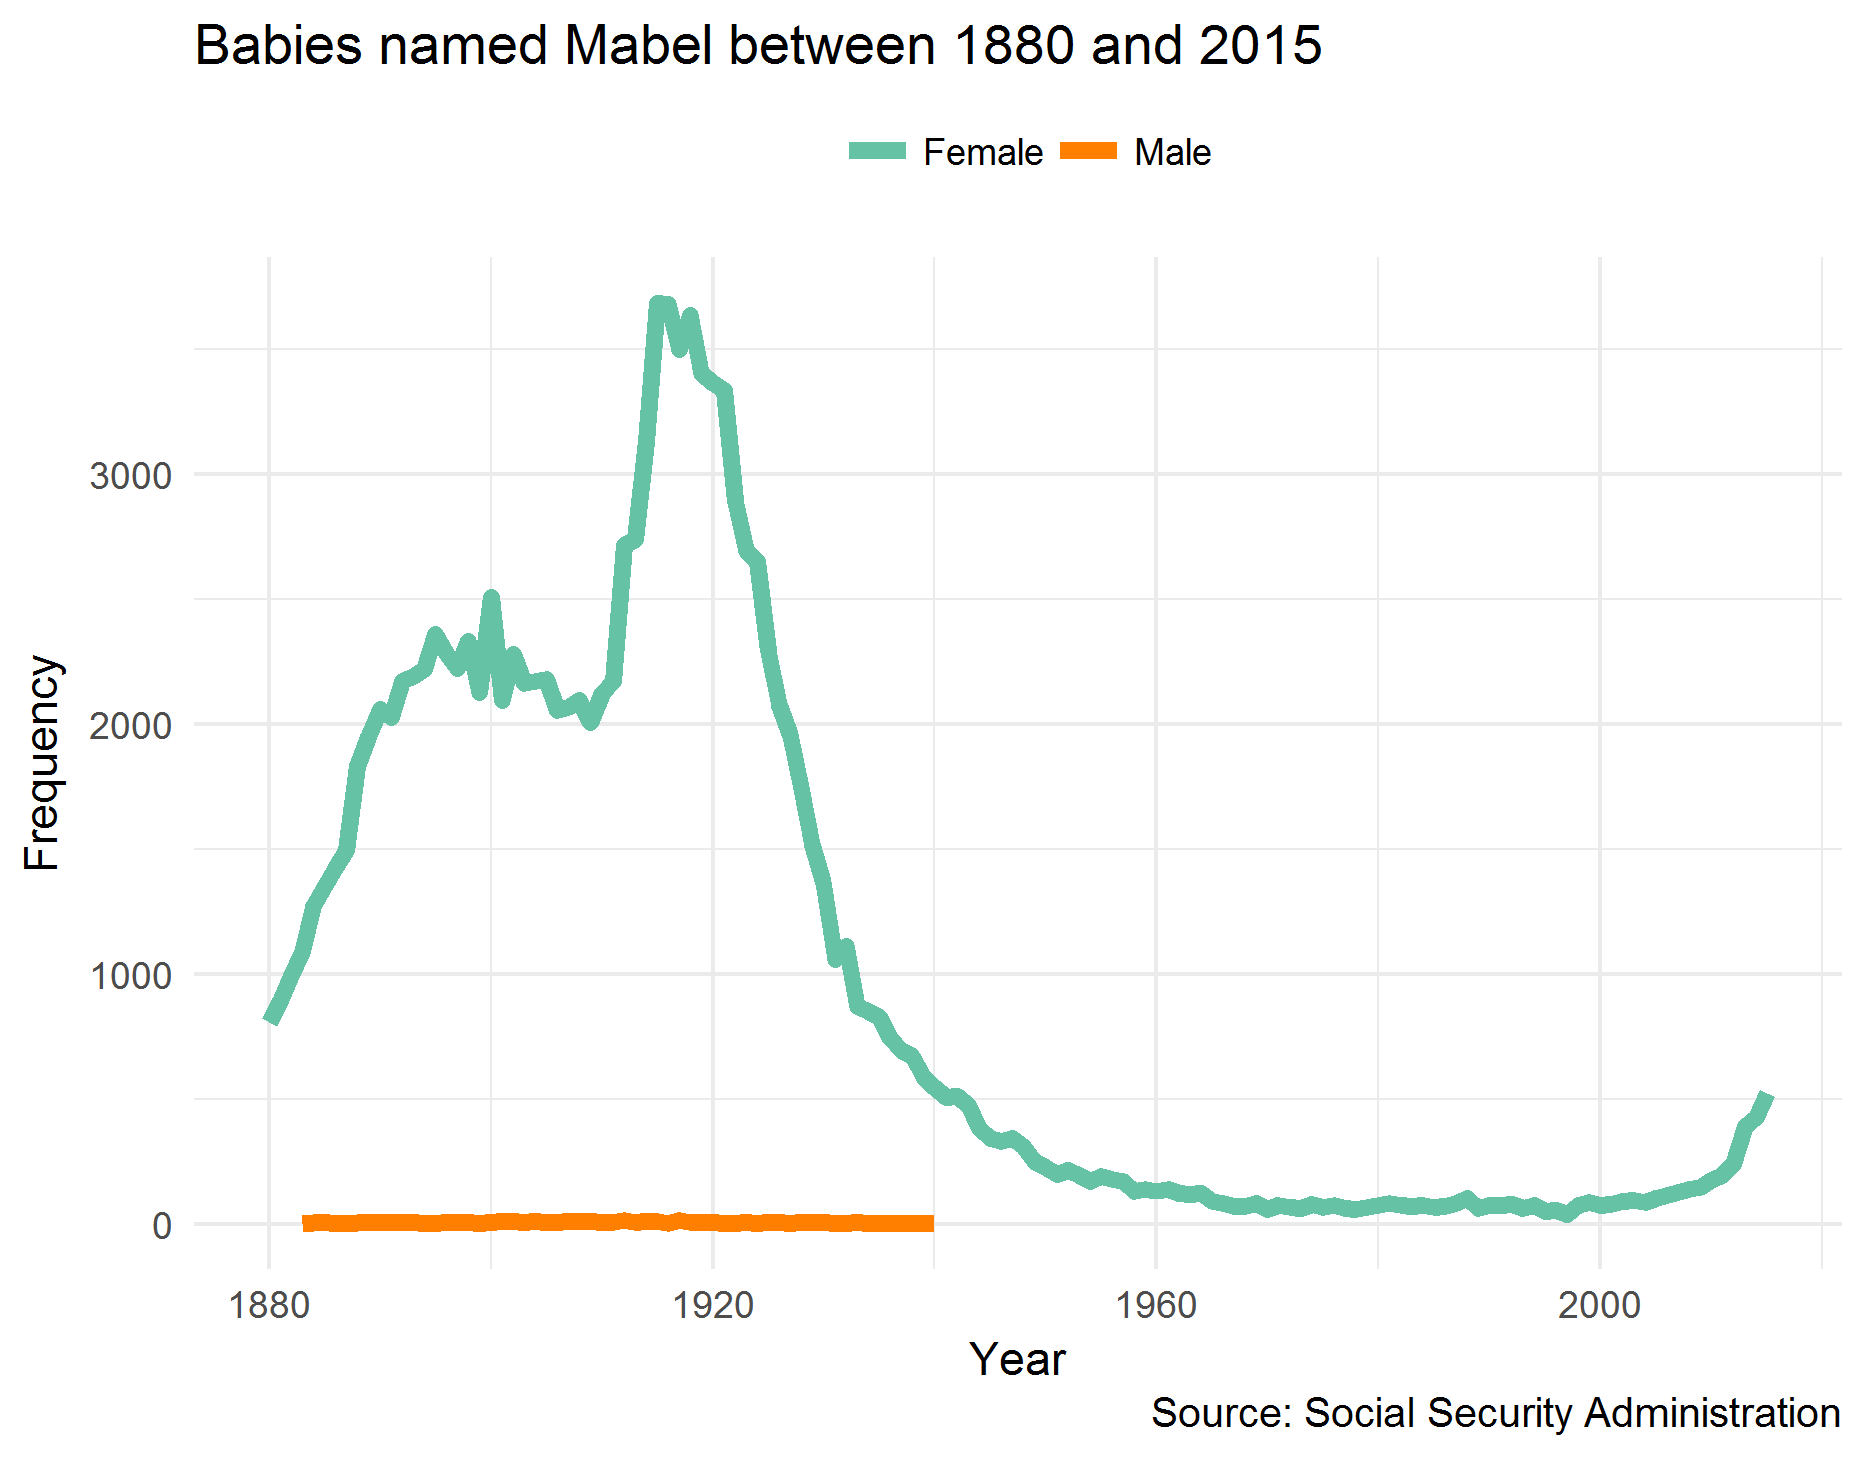 Babies named Mabel between 1880 and 2015
Female Male
3000
2000
1000
0
Frequency
1880 1920 1960 2000
Year
Source: Social Security Administration